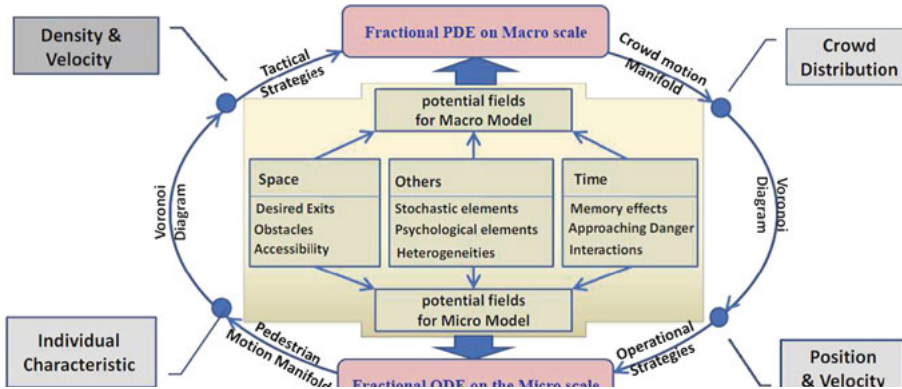 Density &
Velocity
Tactical
Strategies
Fractional PDE on Macro scale
Crowd motion
Manifold
Crowd
Distribution
potential fields
for Macro Model
Space
Desired Exits
Obstacles
Accessibility
Others
Stochastic elements
Psychological elements
Heterogeneities
Time
Memory effects
Approaching Danger
Interactions
Voronoi
Diagram
Voronoi
Diagram
potential fields
for Micro Model
Individual
Characteristic
Pedestrian
Motion Manifold
Fractional ODE on the Micro scale
Operational
Strategies
Position
& Velocity